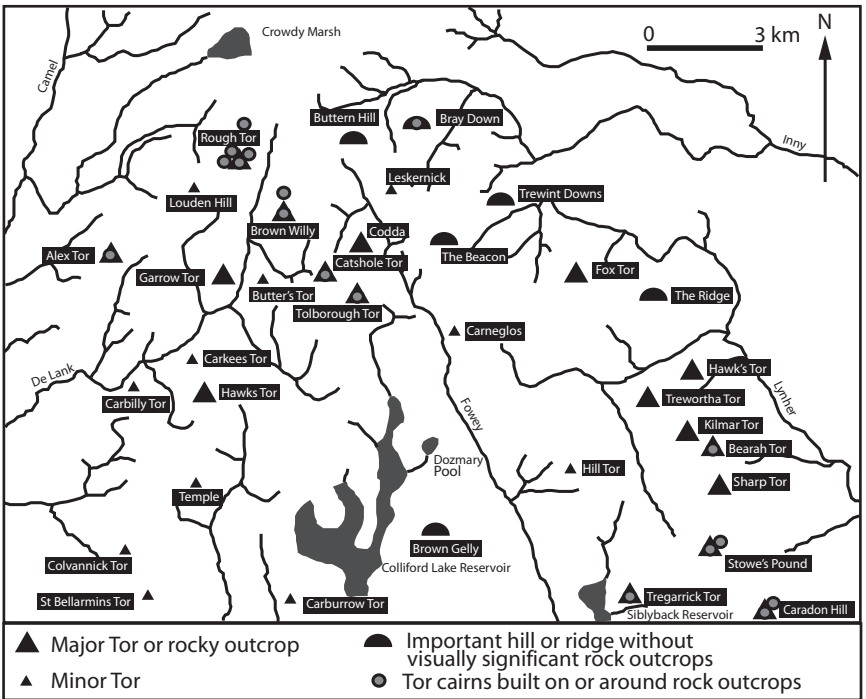 Crowdy Marsh
0 3 km
N
Camel
Buttern Hill
Bray Down
Rough Tor
Inny
Leskernick
Louden Hill
Trewint Downs
Brown Willy
Codda
Alex Tor
The Beacon
Catshole Tor
Garrow Tor
Fox Tor
Butter's Tor
The Ridge
Tolborough Tor
Carneglos
Carkees Tor
Hawk's Tor
De Lank
Hawks Tor
Lynher
Carbilly Tor
Trewortha Tor
Fowey
Kilmar Tor
Bearah Tor
Dozmary
Pool
Hill Tor
Sharp Tor
Temple
Brown Gelly
Stowe's Pound
Colvannick Tor
Colliford Lake Reservoir
St Bellarmins Tor
Carburrow Tor
Tregarrick Tor
Siblyback Reservoir
Caradon Hill
Major Tor or rocky outcrop
Important hill or ridge without
visually significant rock outcrops
Minor Tor
Tor cairns built on or around rock outcrops